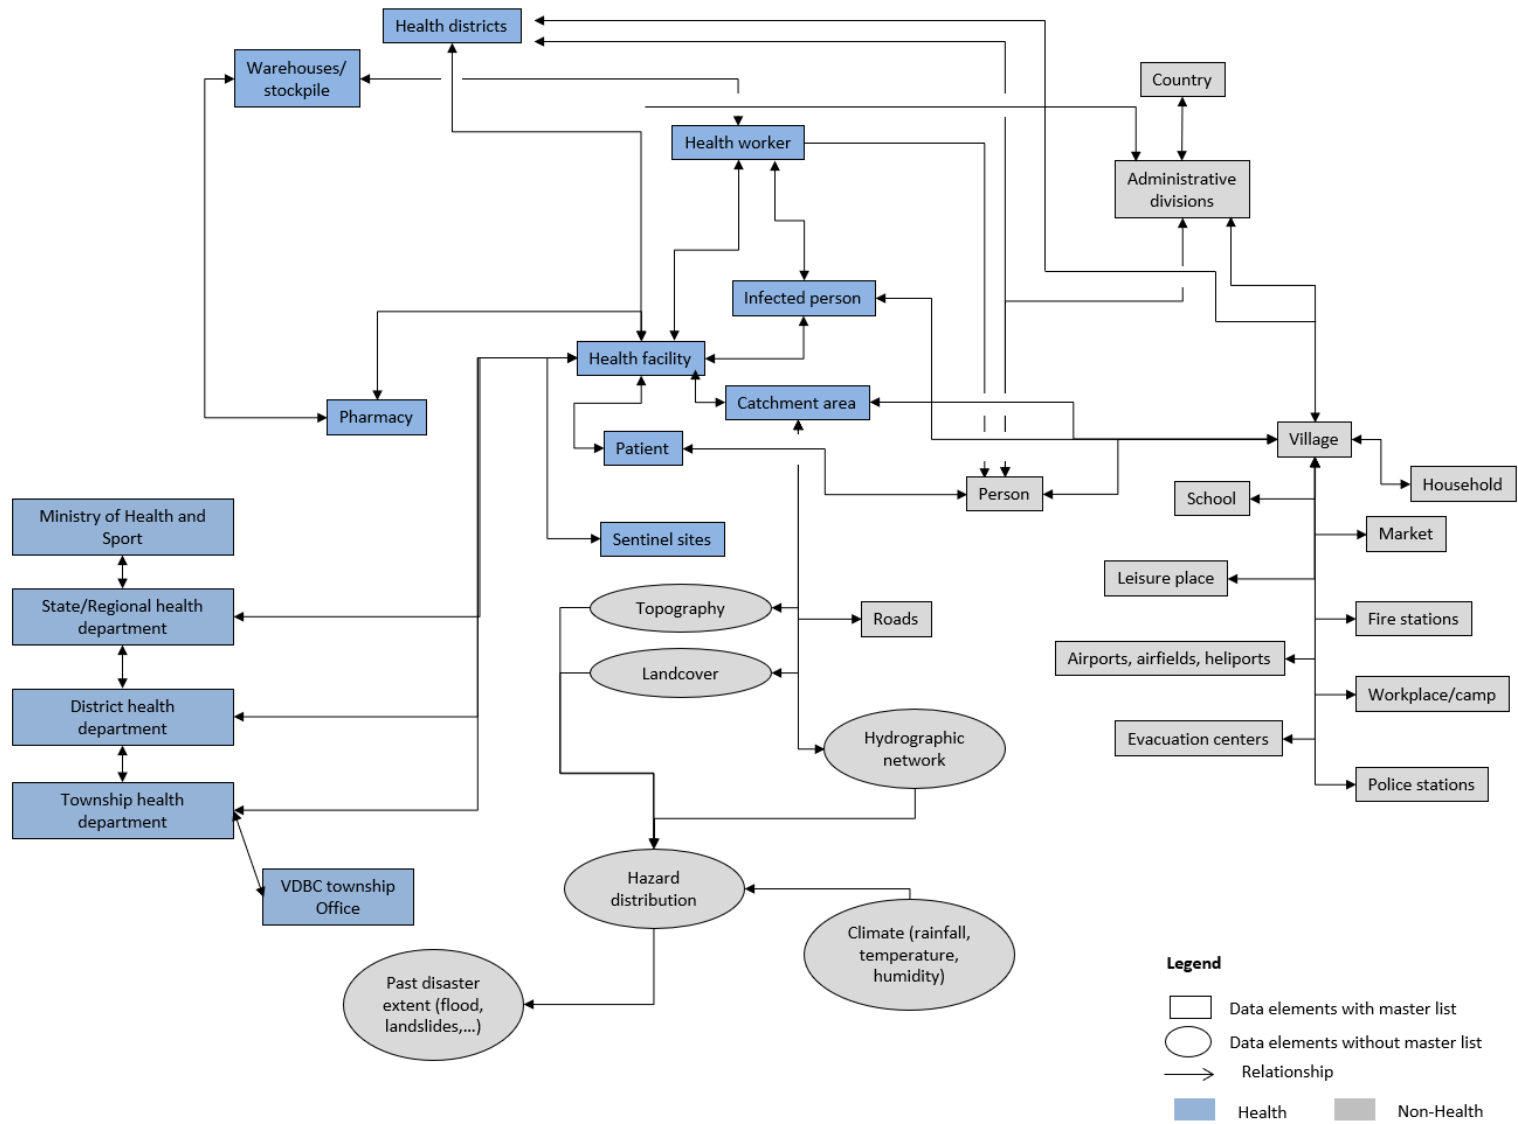 Health districts
Warehouses/
stockpile
Country
Health worker
Administrative
divisions
Infected person
Health facility
Catchment area
Pharmacy
Patient
Village
Person
School
Household
Market
Ministry of Health and
Sport
Sentinel sites
Leisure place
State/Regional health
department
Topography
Roads
Fire stations
Landcover
Airports, airfields, heliports
Workplace/camp
District health
department
Hydrographic
network
Evacuation centers
Police stations
Township health
department
VDBC township
Office
Hazard
distribution
Climate (rainfall,
temperature,
humidity)
Past disaster
extent (flood,
landslides,...)
Legend
Data elements with master list
Data elements without master list
Relationship
Health
Non-Health